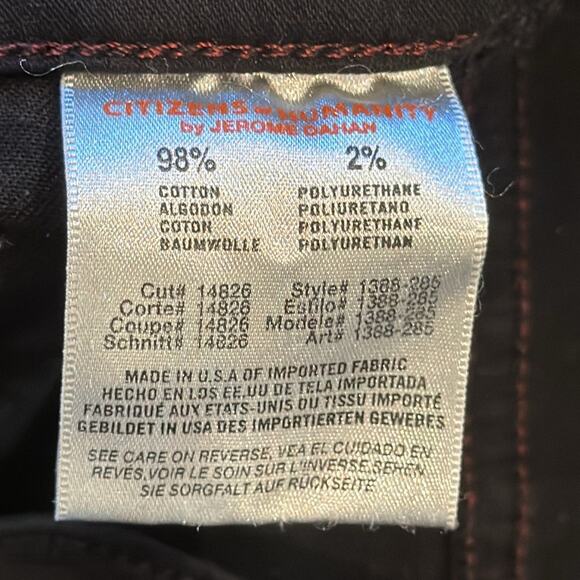 CITIZENS of HUMANITY
by JEROME DAHAN
98% 2%
COTTON POLYURETHANE
ALGODON POLIURETANO
COTON POLYURETHANE
BAUMWOLLE POLYURETHAN
Cut# 14826 Style# 1388-285
Corte# 14826 Estilo# 1388-285
Coupe# 14826 Modele# 1388-285
Schnitt# 14826 Art# 1388-285
MADE IN U.S.A OF IMPORTED FABRIC
HECHO EN LOS EE.UU DE TELA IMPORTADA
FABRIQUÉ AUX ETATS-UNIS DU TISSU IMPORTÉ
GEBILDET IN USA DES IMPORTIERTEN GEWEBES
SEE CARE ON REVERSE, VEA EL CUIDADO EN
REVÉS, VOIR LE SOIN SUR L'INVERSE, SEHEN
SIE SORGFALT AUF RÜCKSEITE